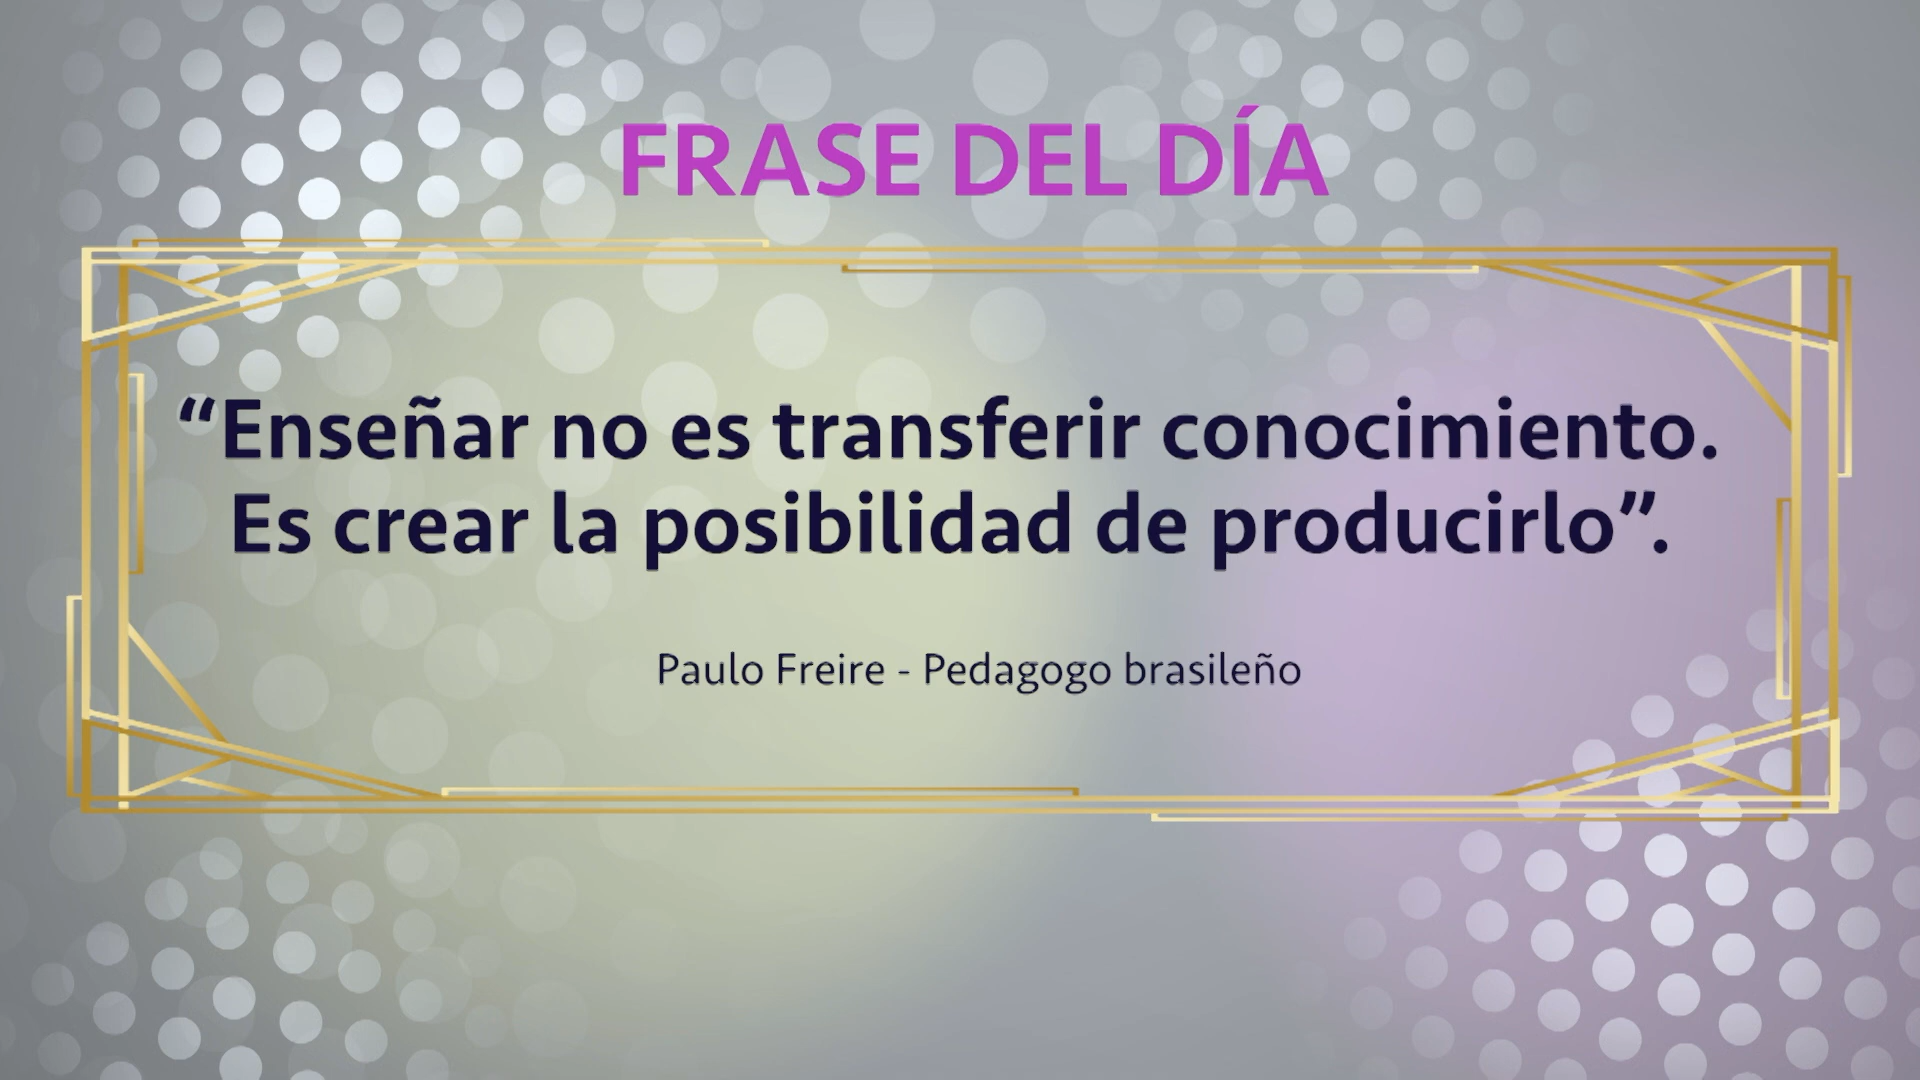 FRASE DEL DÍA
“Enseñar no es transferir conocimiento.
Es crear la posibilidad de producirlo”.
Paulo Freire - Pedagogo brasileño